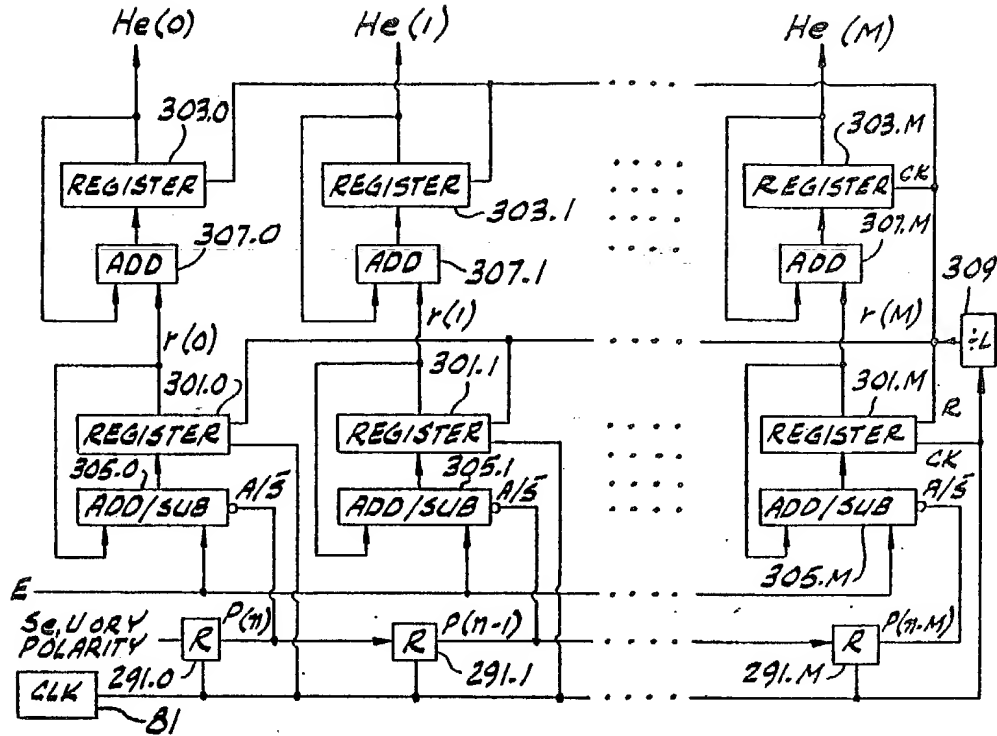 He(0) He(1) He(M)
303.0 303.M
REGISTER REGISTER REGISTER CK
303.1
307.0 307.M
ADD ADD ADD
307.1 309
r(0) r(1) r(M) ÷L
301.0 301.1 301.M
REGISTER REGISTER REGISTER R
CK
305.0 A/S̄ 305.1 A/S̄
ADD/SUB ADD/SUB ADD/SUB
305.M
E
Se, U OR Y P(n) P(n-1) P(n-M)
POLARITY R R R
291.0 291.1 291.M
CLK
81